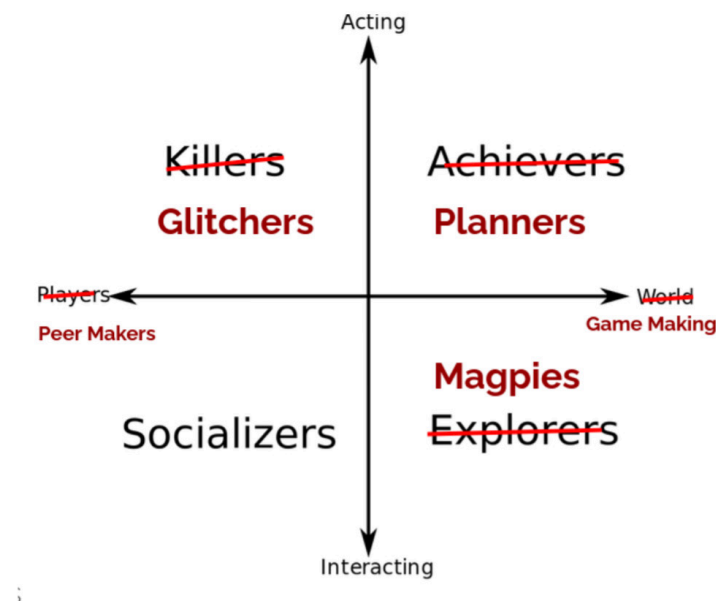 Acting
Killers Achievers
Glitchers Planners
Players World
Peer Makers Game Making
Magpies
Socializers Explorers
Interacting